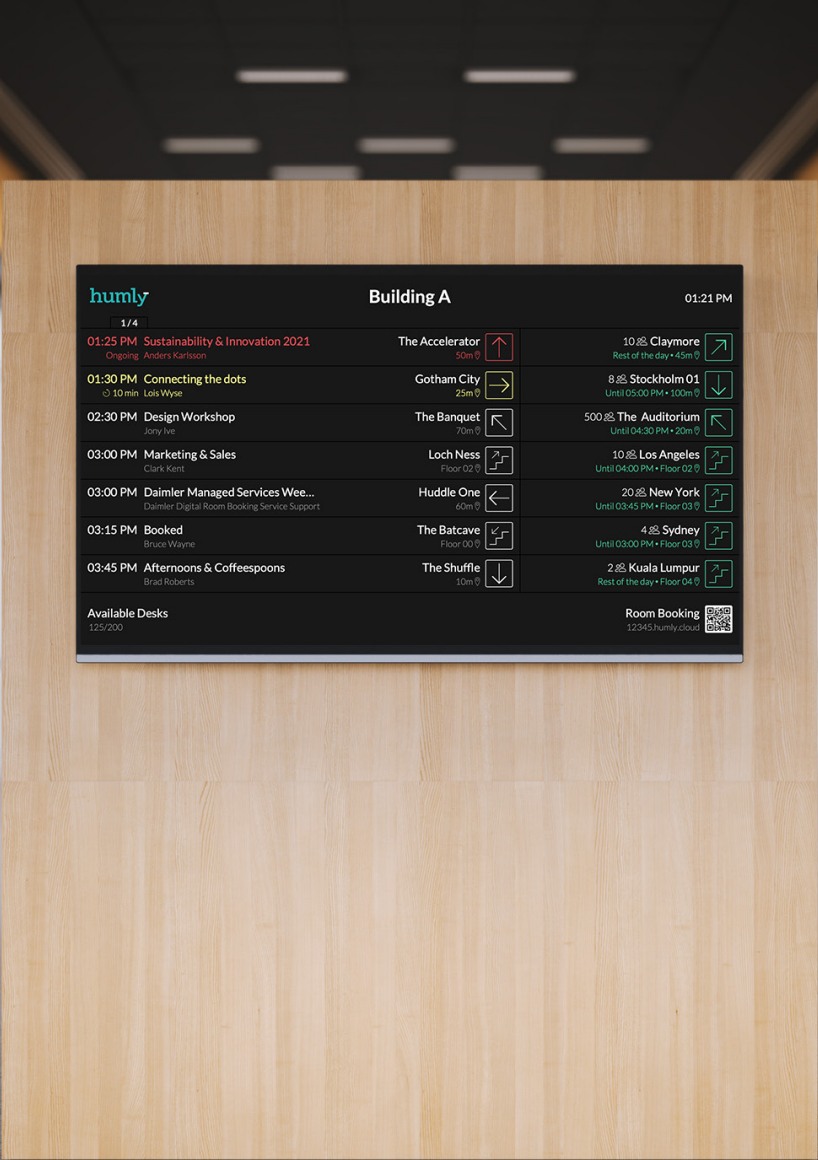 humly
Building A
01:21 PM
1/4
01:25 PM Sustainability & Innovation 2021 The Accelerator
Ongoing Anders Karlsson 50m
01:30 PM Connecting the dots Gotham City
10 min Lois Wyse 25m
02:30 PM Design Workshop The Banquet
Jony Ive 70m
03:00 PM Marketing & Sales Loch Ness
Clark Kent Floor 02
03:00 PM Daimler Managed Services Wee... Huddle One
Daimler Digital Room Booking Service Support 60m
03:15 PM Booked The Batcave
Bruce Wayne Floor 00
03:45 PM Afternoons & Coffeespoons The Shuffle
Brad Roberts 10m
10 Claymore
Rest of the day • 45m
8 Stockholm 01
Until 05:00 PM • 100m
500 The Auditorium
Until 04:30 PM • 20m
10 Los Angeles
Until 04:00 PM • Floor 02
20 New York
Until 03:45 PM • Floor 03
4 Sydney
Until 03:00 PM • Floor 03
2 Kuala Lumpur
Rest of the day • Floor 04
Available Desks
125/200
Room Booking
12345.humly.cloud